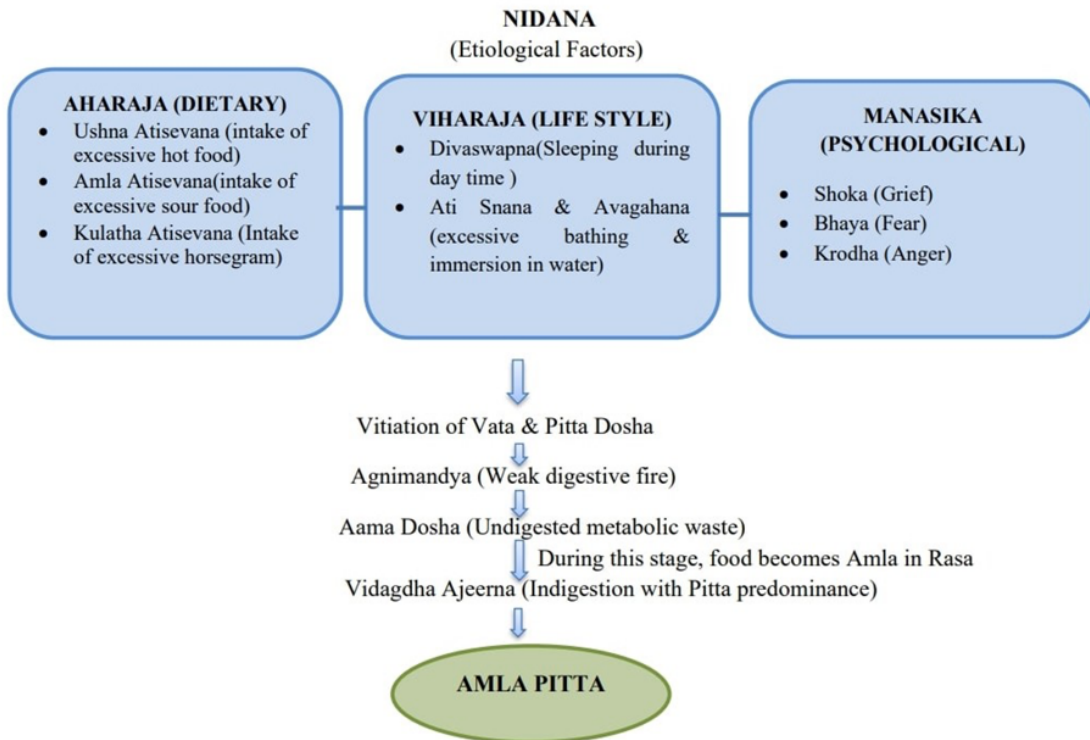 NIDANA
(Etiological Factors)
AHARAJA (DIETARY)
• Ushna Atisevana (intake of
excessive hot food)
• Amla Atisevana(intake of
excessive sour food)
• Kulatha Atisevana (Intake
of excessive horsegram)
VIHARAJA (LIFE STYLE)
• Divaswapna(Sleeping during
day time )
• Ati Snana & Avagahana
(excessive bathing &
immersion in water)
MANASIKA
(PSYCHOLOGICAL)
• Shoka (Grief)
• Bhaya (Fear)
• Krodha (Anger)
Vitiation of Vata & Pitta Dosha
Agnimandya (Weak digestive fire)
Aama Dosha (Undigested metabolic waste)
During this stage, food becomes Amla in Rasa
Vidagdha Ajeerna (Indigestion with Pitta predominance)
AMLA PITTA